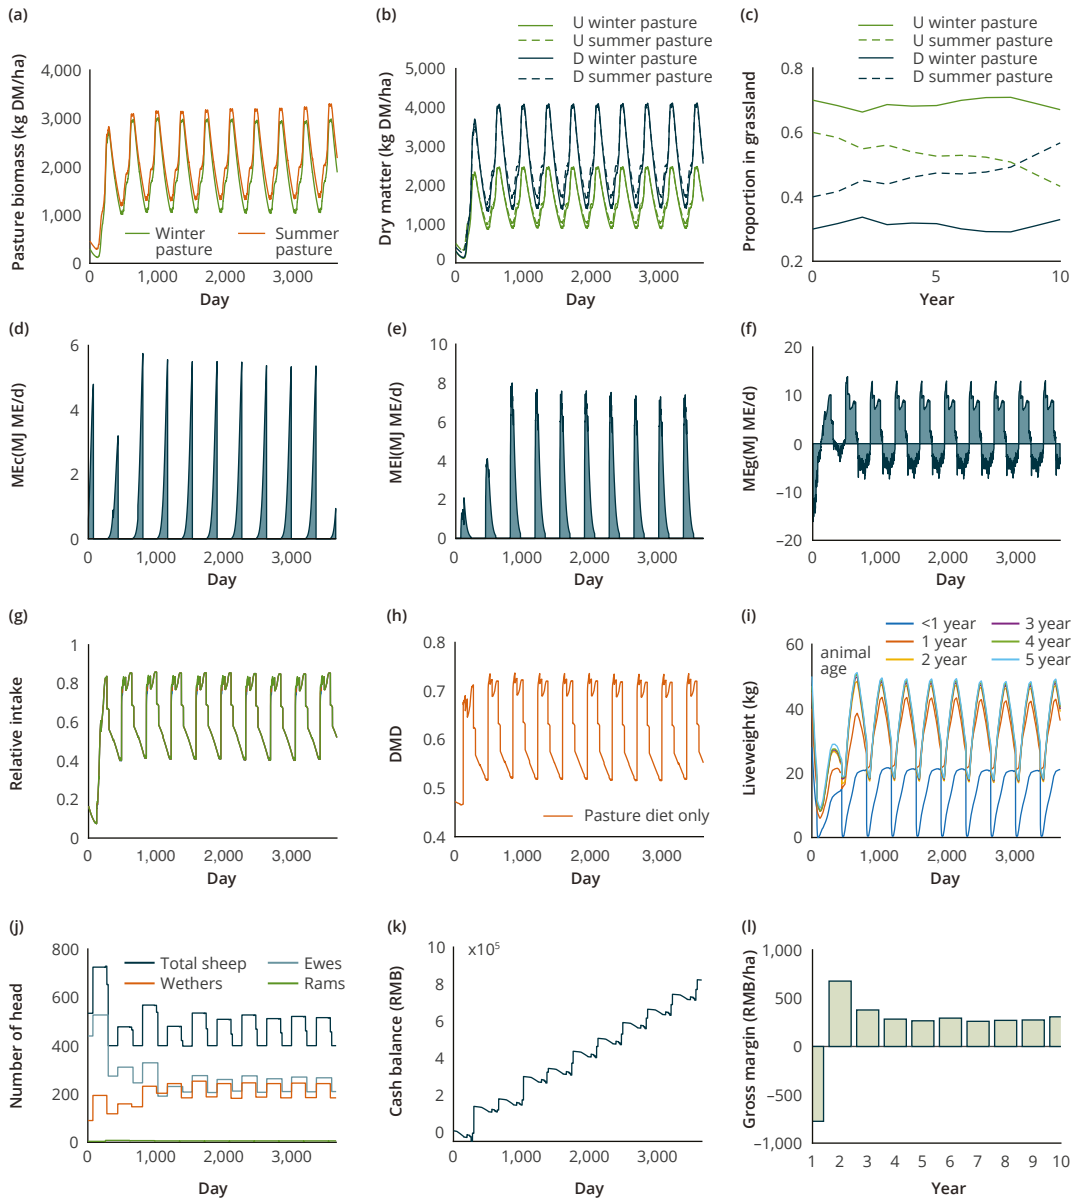 (a)
Pasture biomass (kg DM/ha)
4,000
3,000
2,000
1,000
0
Winter pasture
Summer pasture
0 1,000 2,000 3,000
Day
(b)
U winter pasture
U summer pasture
D winter pasture
D summer pasture
Dry matter (kg DM/ha)
5,000
4,000
3,000
2,000
1,000
0
0 1,000 2,000 3,000
Day
(c)
U winter pasture
U summer pasture
D winter pasture
D summer pasture
Proportion in grassland
0.8
0.6
0.4
0.2
0 5 10
Year
(d)
MEc(MJ ME/d)
6
4
2
0
0 1,000 2,000 3,000
Day
(e)
MEl(MJ ME/d)
10
8
6
4
2
0
0 1,000 2,000 3,000
Day
(f)
MEg(MJ ME/d)
20
10
0
−10
−20
0 1,000 2,000 3,000
Day
(g)
Relative intake
1
0.8
0.6
0.4
0.2
0
0 1,000 2,000 3,000
Day
(h)
DMD
0.8
0.7
0.6
0.5
0.4
Pasture diet only
0 1,000 2,000 3,000
Day
(i)
<1 year 3 year
1 year 4 year
2 year 5 year
animal
age
Liveweight (kg)
60
40
20
0
0 1,000 2,000 3,000
Day
(j)
Number of head
800
600
400
200
0
Total sheep Ewes
Wethers Rams
0 1,000 2,000 3,000
Day
(k)
Cash balance (RMB)
x10⁵
10
8
6
4
2
0
0 1,000 2,000 3,000
Day
(l)
Gross margin (RMB/ha)
1,000
500
0
−500
−1,000
1 2 3 4 5 6 7 8 9 10
Year